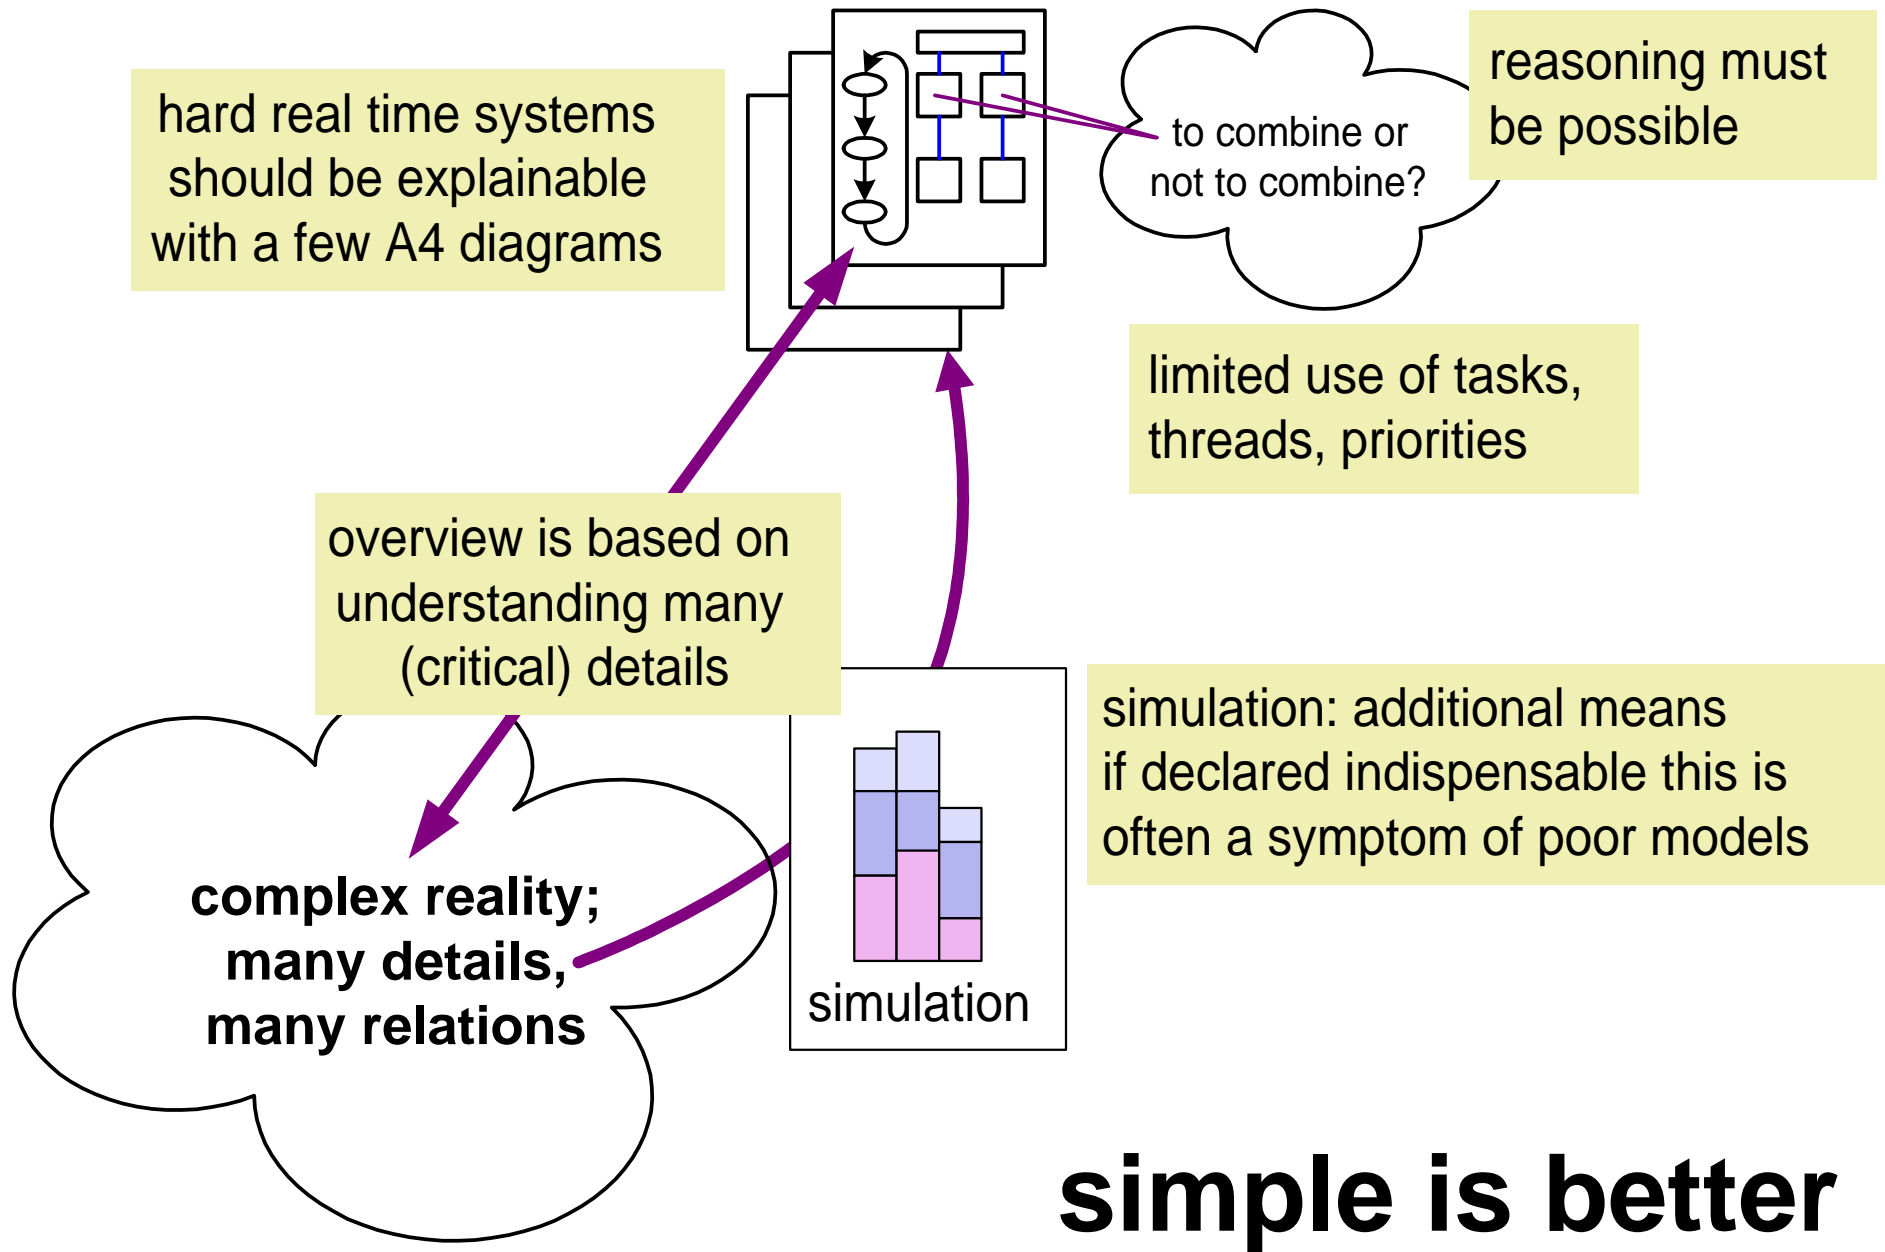 hard real time systems
should be explainable
with a few A4 diagrams
to combine or
not to combine?
reasoning must
be possible
limited use of tasks,
threads, priorities
overview is based on
understanding many
(critical) details
simulation: additional means
if declared indispensable this is
often a symptom of poor models
complex reality;
many details,
many relations
simulation
simple is better